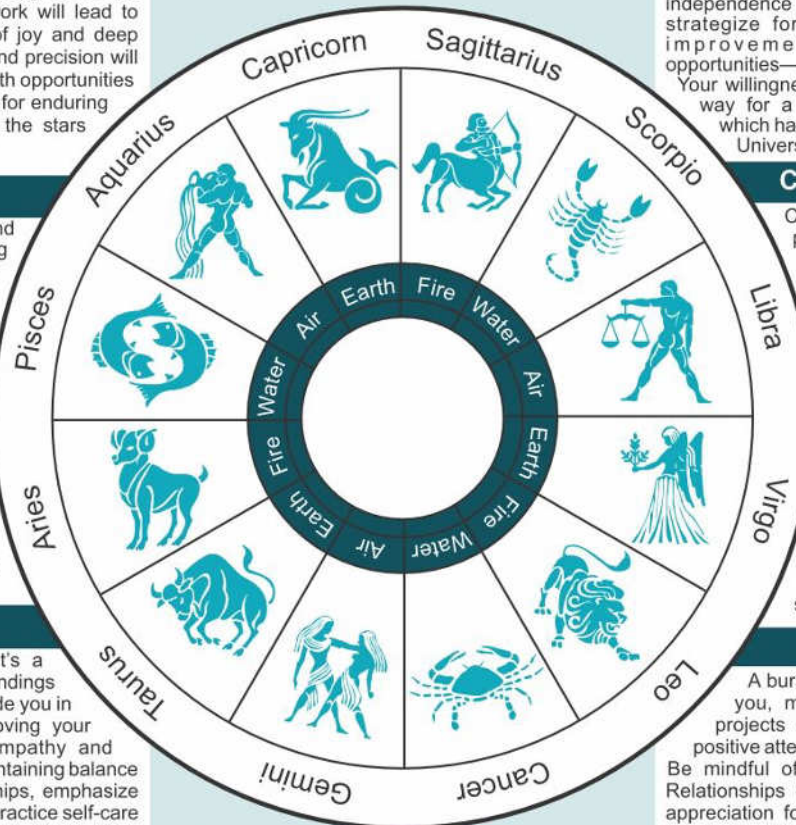 ork will lead to
of joy and deep
nd precision will
th opportunities
for enduring
the stars
nd
g
t's a
ndings
de you in
oving your
mpathy and
ntaining balance
hips, emphasize
ractice self-care
Capricorn
Sagittarius
Scorpio
Libra
Virgo
Leo
Cancer
Gemini
Taurus
Aries
Pisces
Aquarius
Earth
Fire
Water
Air
Earth
Fire
Water
Air
Earth
Fire
Water
Air
independence
strategize for
improveme
opportunities—
Your willingne
way for a
which ha
Univers
C
A bur
you, m
projects
positive atte
Be mindful of
Relationships
appreciation fo